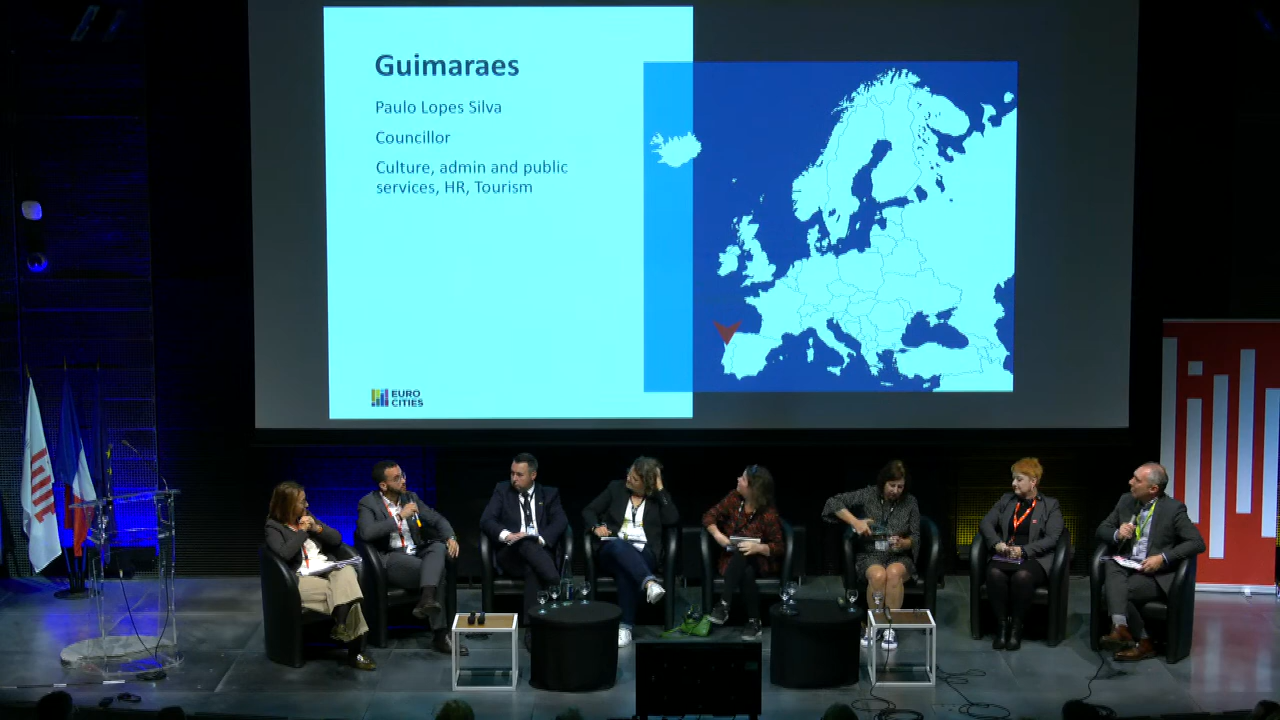 Guimaraes
Paulo Lopes Silva
Councillor
Culture, admin and public
services, HR, Tourism
EURO
CITIES